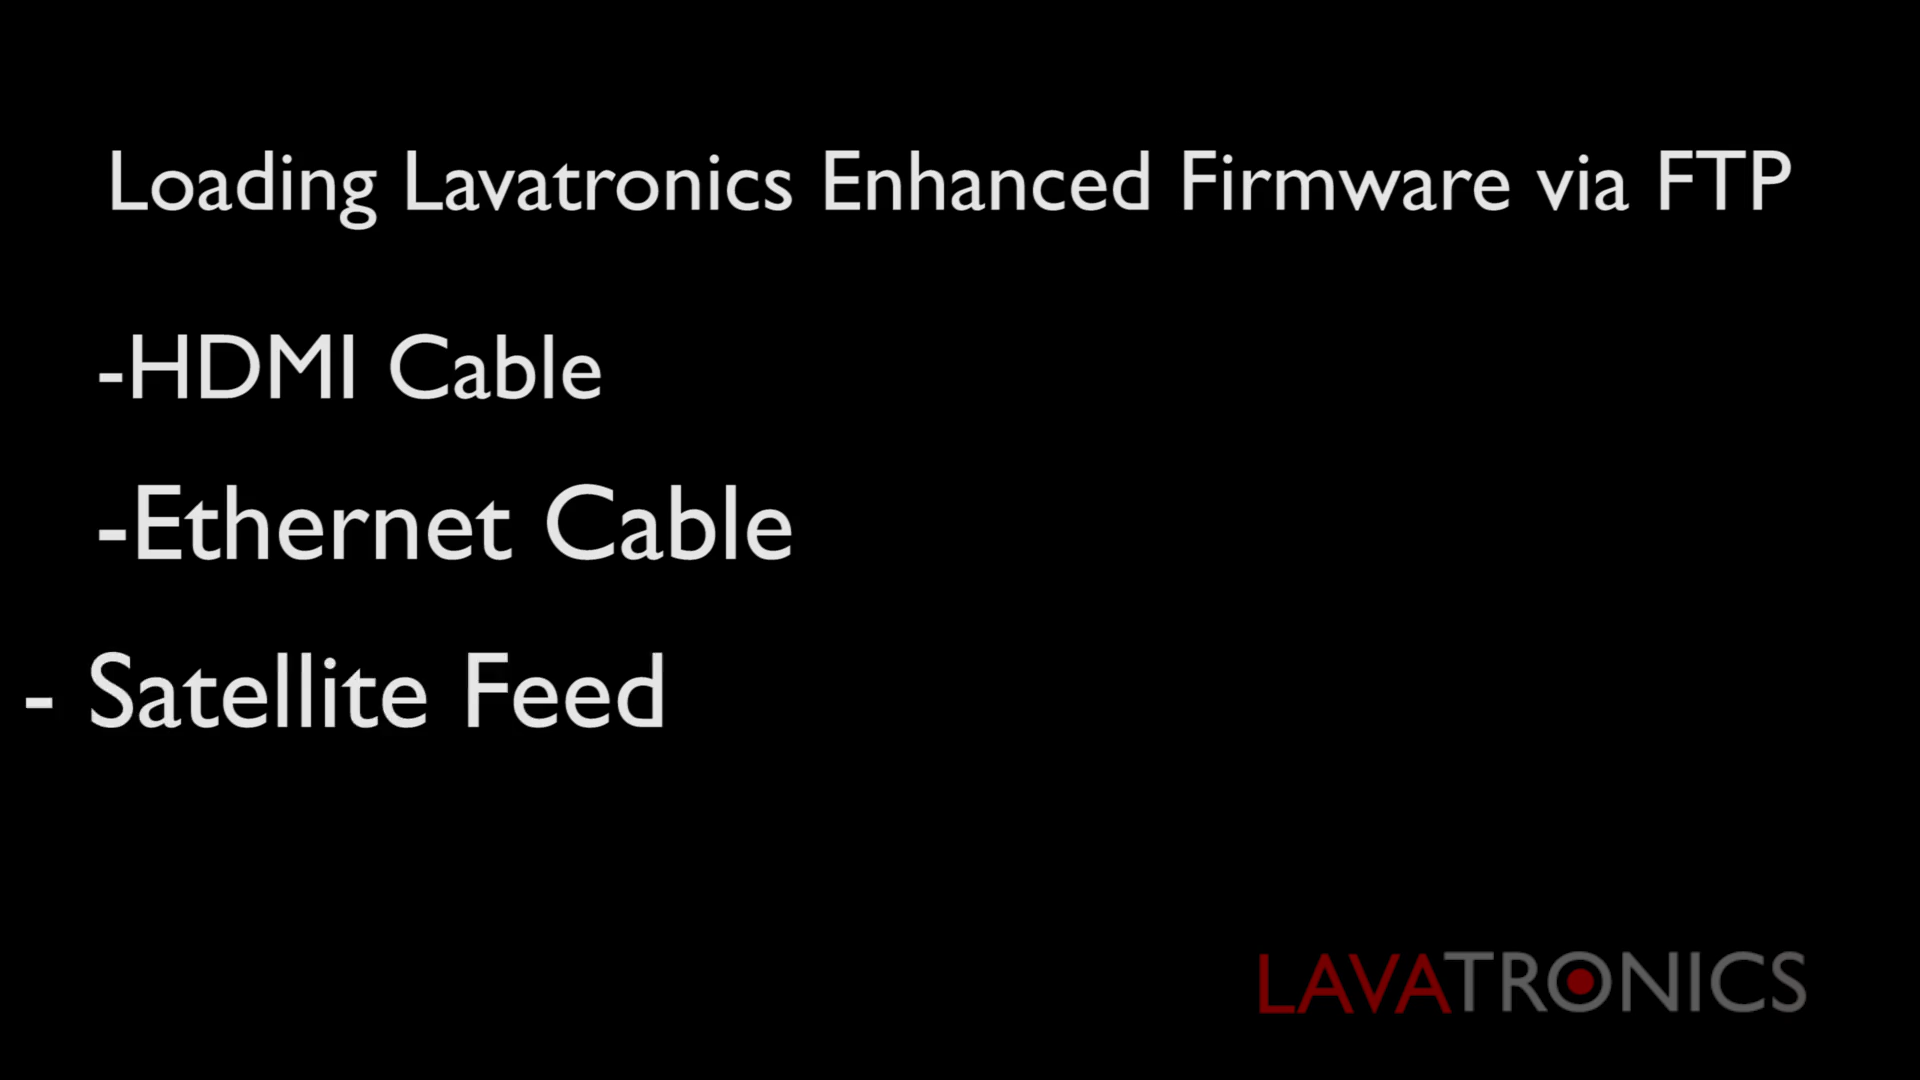 Loading Lavatronics Enhanced Firmware via FTP
-HDMI Cable
-Ethernet Cable
- Satellite Feed
LAVATRONICS